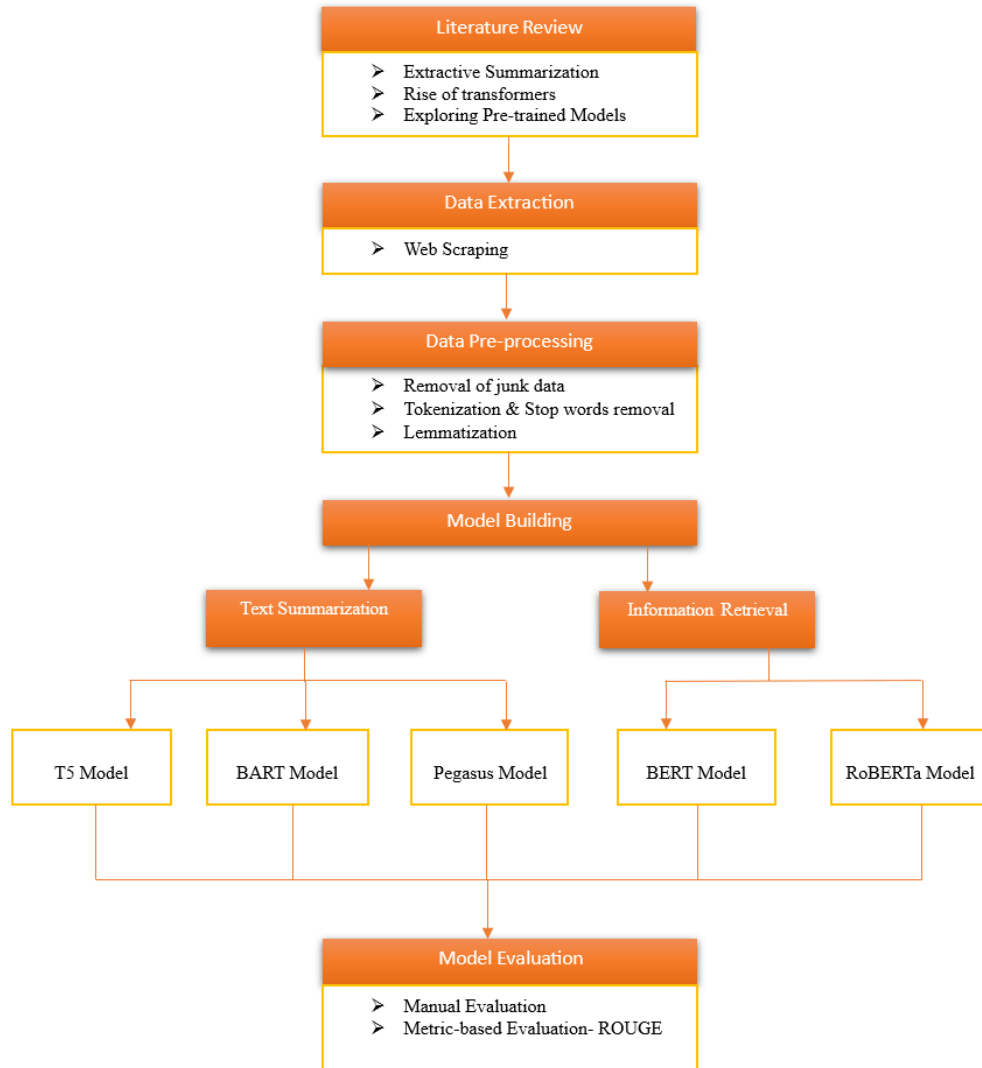 Literature Review
➢ Extractive Summarization
➢ Rise of transformers
➢ Exploring Pre-trained Models
Data Extraction
➢ Web Scraping
Data Pre-processing
➢ Removal of junk data
➢ Tokenization & Stop words removal
➢ Lemmatization
Model Building
Text Summarization
Information Retrieval
T5 Model
BART Model
Pegasus Model
BERT Model
RoBERTa Model
Model Evaluation
➢ Manual Evaluation
➢ Metric-based Evaluation- ROUGE